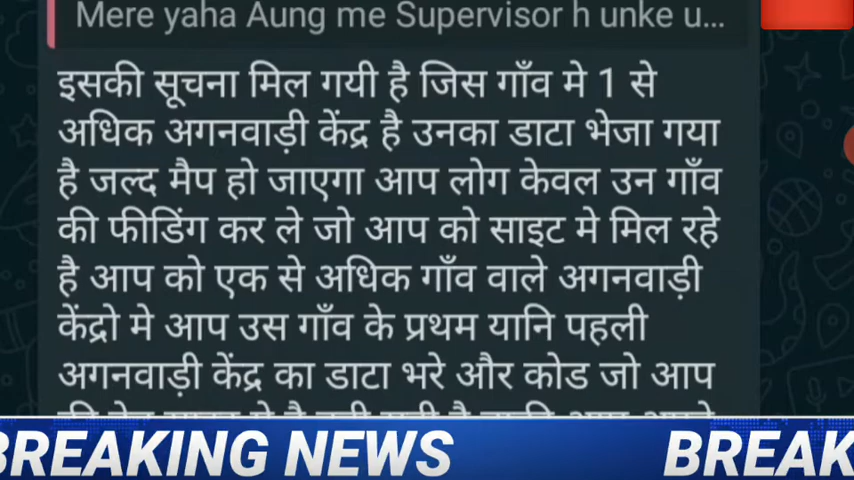 Mere yaha Aung me Supervisor h unke u...
इसकी सूचना मिल गयी है जिस गाँव मे 1 से
अधिक अगनवाड़ी केंद्र है उनका डाटा भेजा गया
है जल्द मैप हो जाएगा आप लोग केवल उन गाँव
की फीडिंग कर ले जो आप को साइट मे मिल रहे
है आप को एक से अधिक गाँव वाले अगनवाड़ी
केंद्रो मे आप उस गाँव के प्रथम यानि पहली
अगनवाड़ी केंद्र का डाटा भरे और कोड जो आप
BREAKING NEWS BREAK